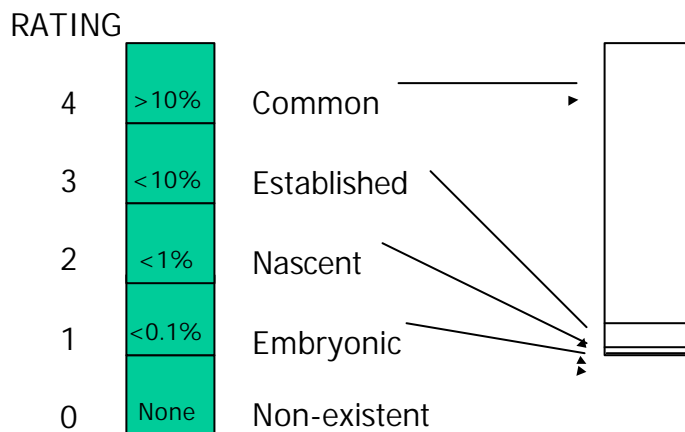 RATING
4 >10% Common
3 <10% Established
2 <1% Nascent
1 <0.1% Embryonic
0 None Non-existent